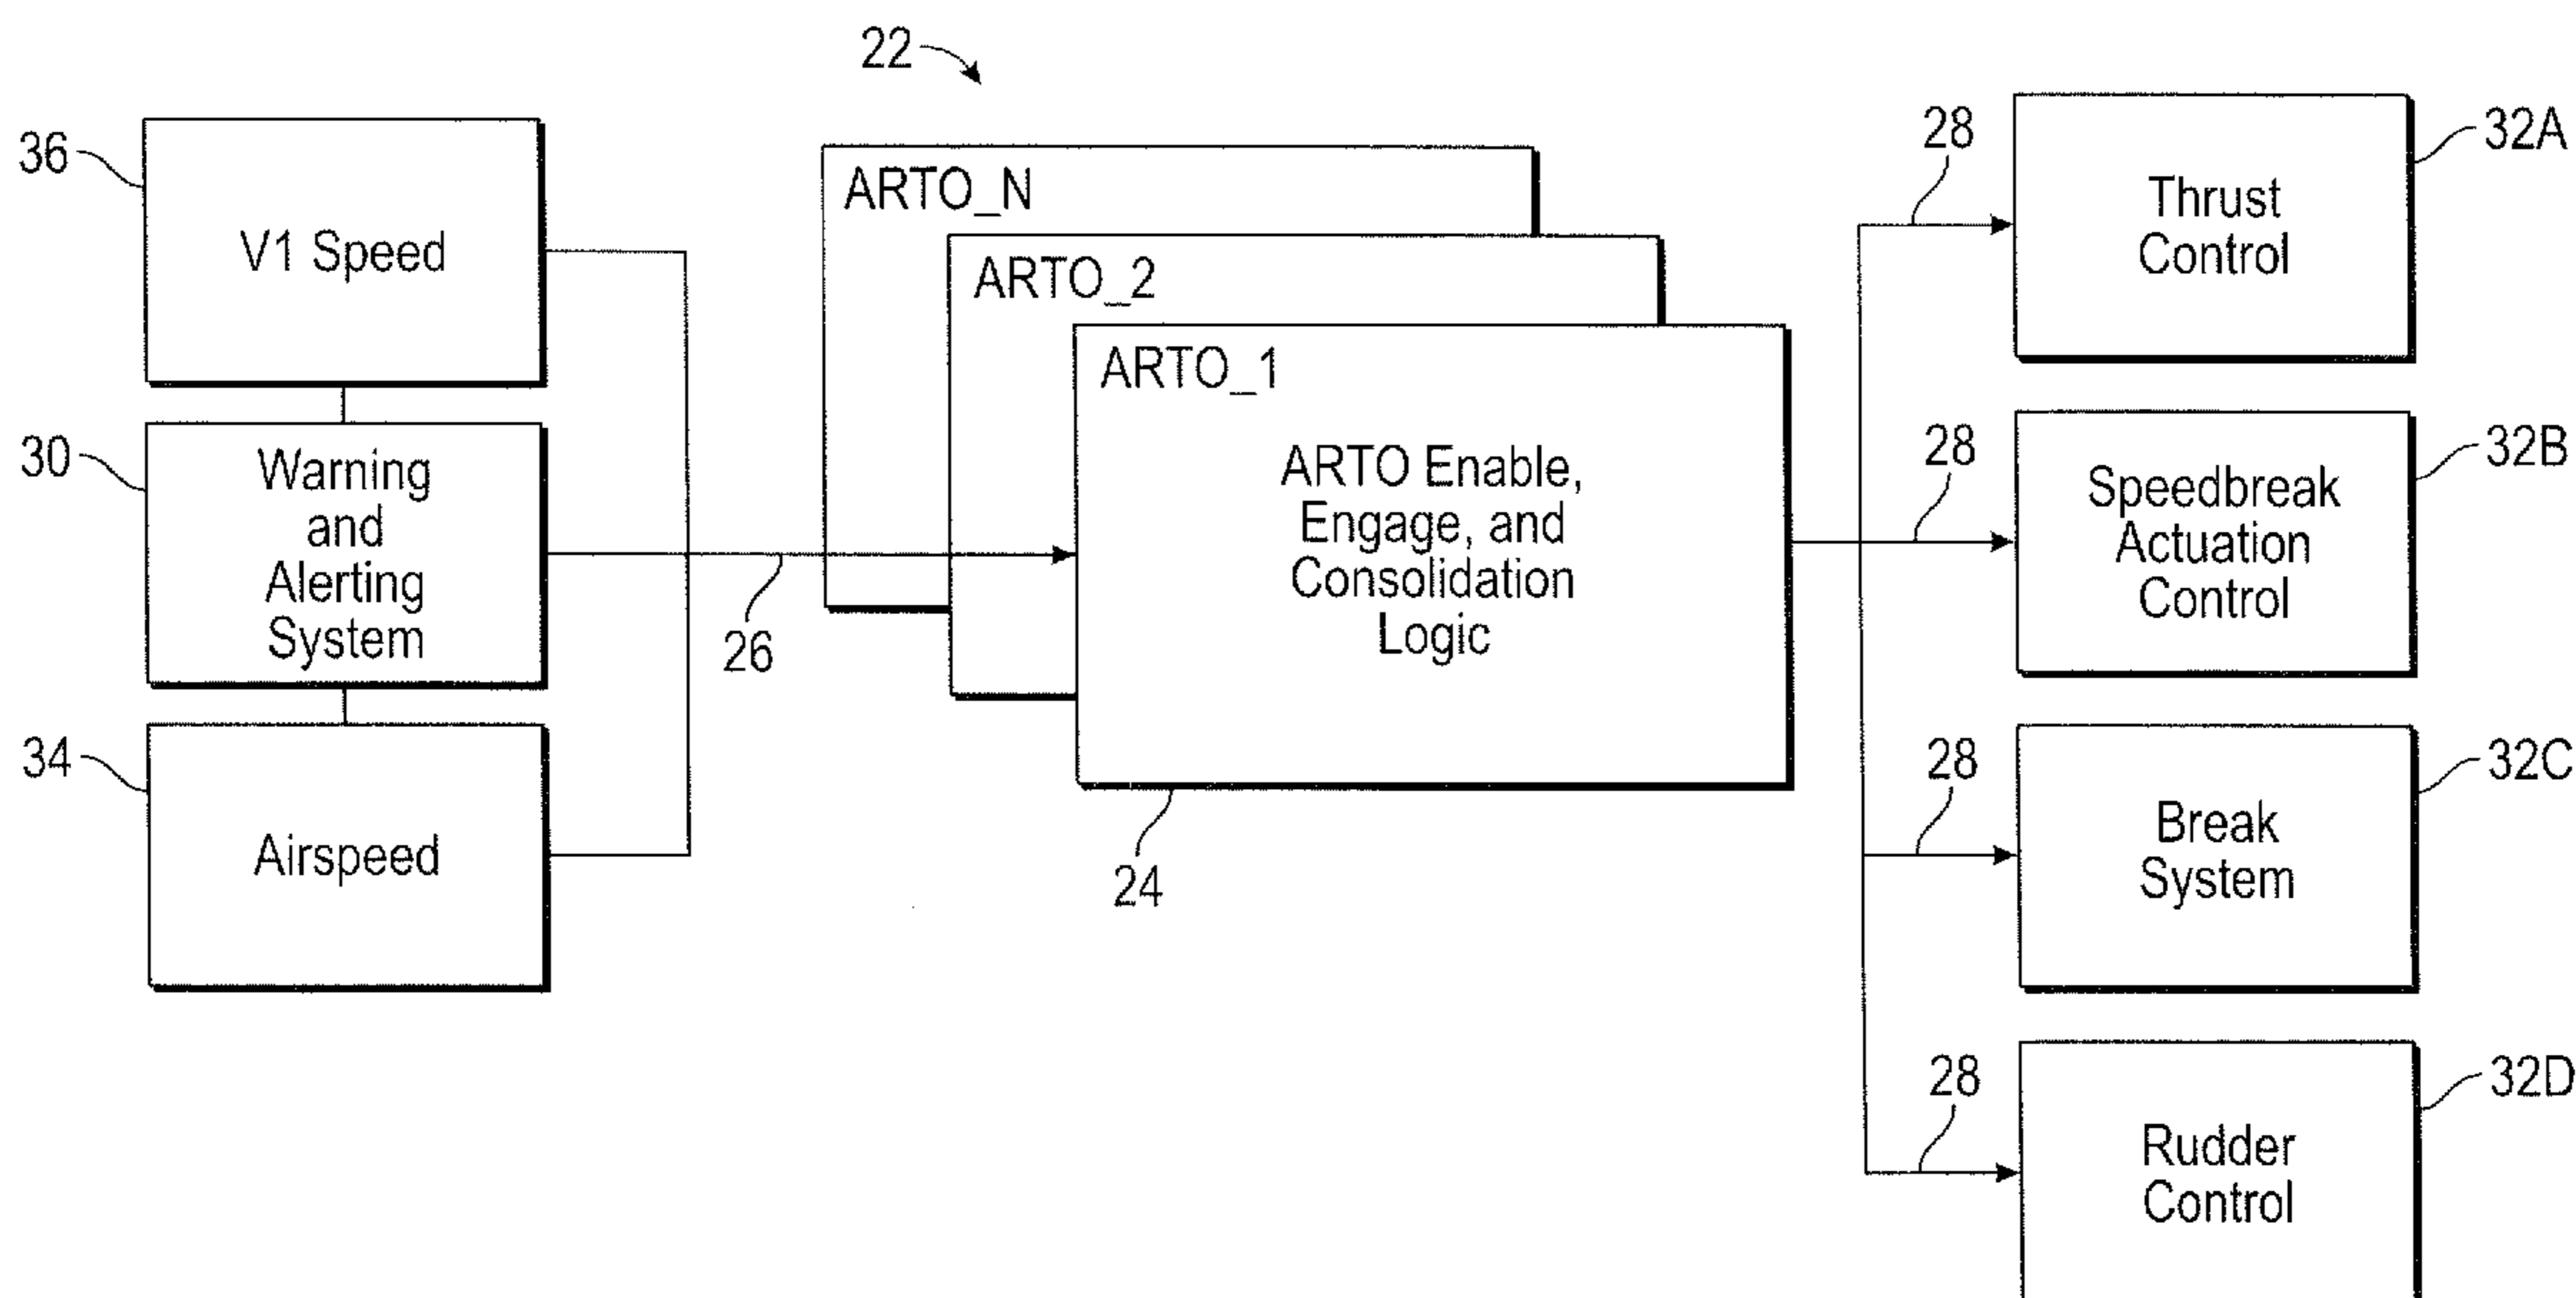 22
36
V1 Speed
30
Warning
and
Alerting
System
34
Airspeed
26
ARTO_N
ARTO_2
ARTO_1
ARTO Enable,
Engage, and
Consolidation
Logic
24
28
Thrust
Control
32A
28
Speedbreak
Actuation
Control
32B
28
Break
System
32C
28
Rudder
Control
32D